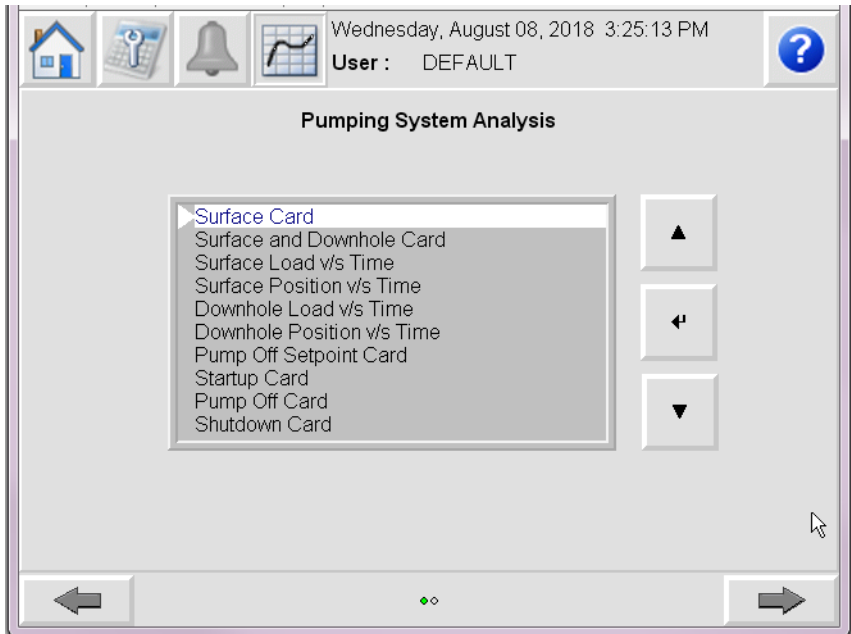 Wednesday, August 08, 2018 3:25:13 PM
User : DEFAULT
?
Pumping System Analysis
Surface Card
Surface and Downhole Card
Surface Load v/s Time
Surface Position v/s Time
Downhole Load v/s Time
Downhole Position v/s Time
Pump Off Setpoint Card
Startup Card
Pump Off Card
Shutdown Card